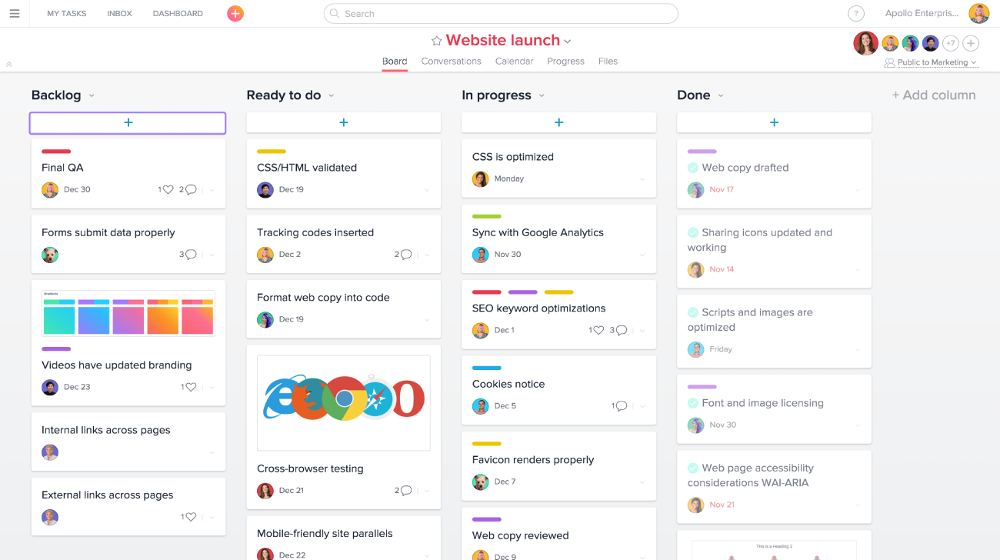 MY TASKS
INBOX
DASHBOARD
Search
?
Apollo Enterpris...
Website launch
+7
Board
Conversations
Calendar
Progress
Files
Public to Marketing
Backlog
Final QA
Dec 30
1
2
Forms submit data properly
3
Gradients
Videos have updated branding
Dec 23
1
Internal links across pages
External links across pages
1
Ready to do
CSS/HTML validated
Dec 19
Tracking codes inserted
Dec 2
2
Format web copy into code
Dec 19
Cross-browser testing
Dec 21
2
Mobile-friendly site parallels
Dec 22
In progress
CSS is optimized
Monday
Sync with Google Analytics
Nov 30
SEO keyword optimizations
Dec 1
1
3
Cookies notice
Dec 5
1
Favicon renders properly
Dec 7
Web copy reviewed
Dec 9
Done
Web copy drafted
Nov 17
Sharing icons updated and
working
Nov 14
Scripts and images are
optimized
Friday
Font and image licensing
Nov 30
Web page accessibility
considerations WAI-ARIA
Nov 21
This is a Heading 2
+ Add column